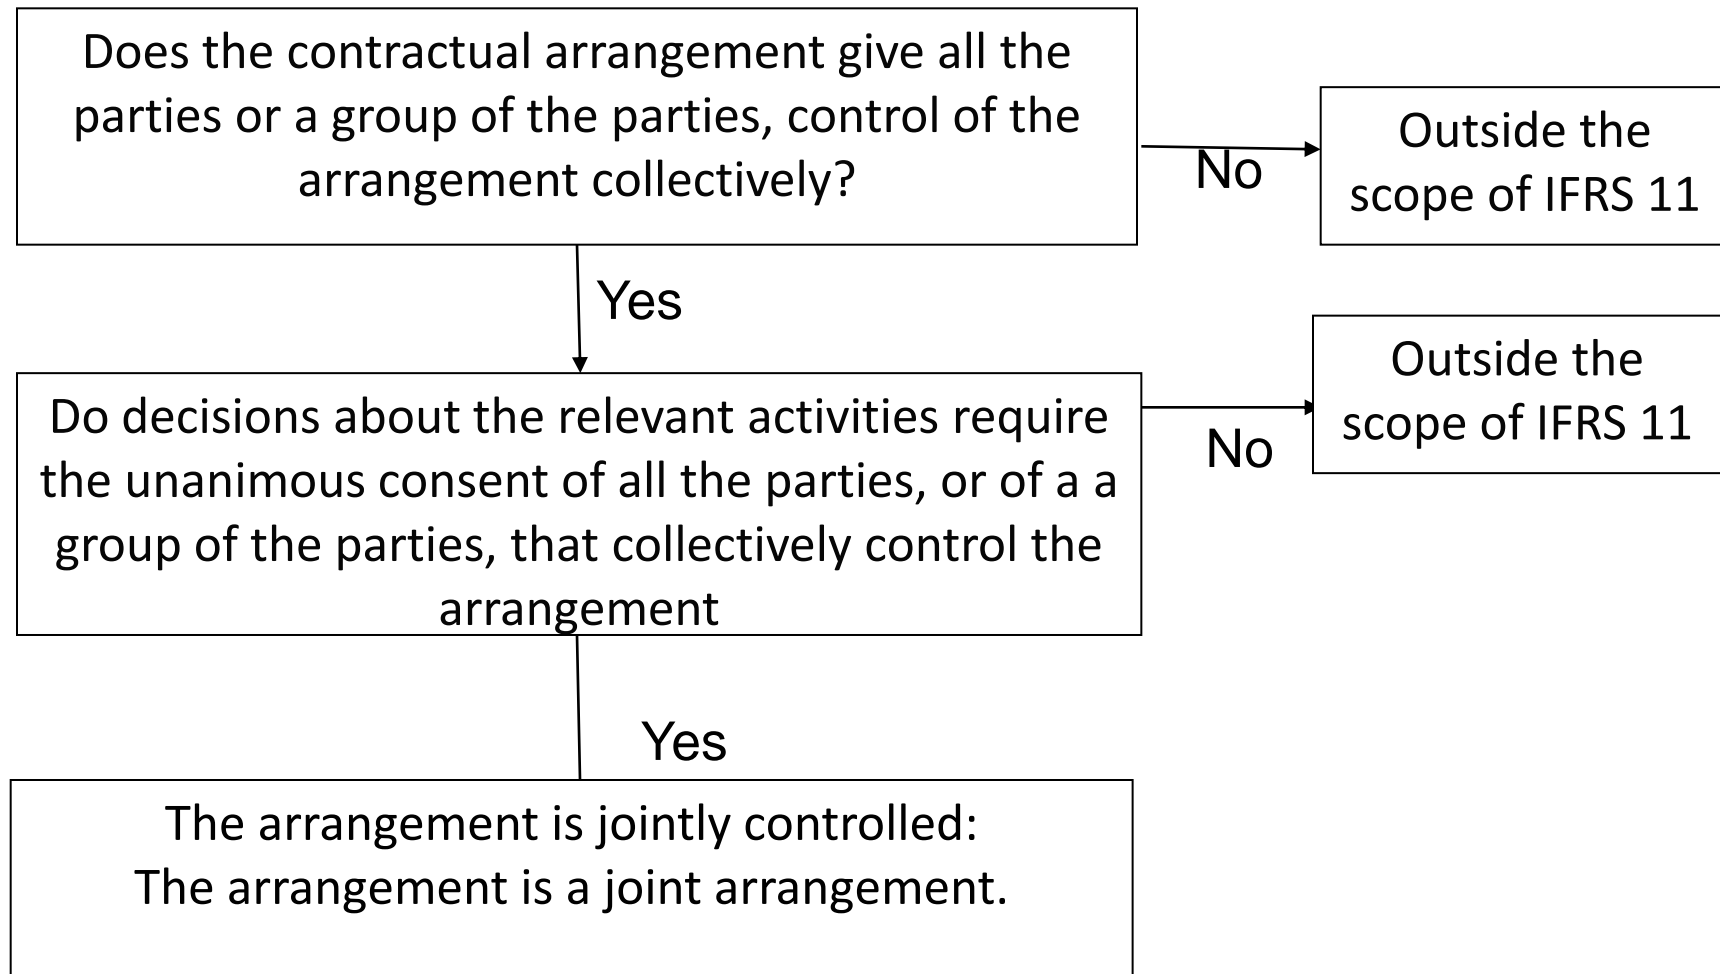 Does the contractual arrangement give all the
parties or a group of the parties, control of the
arrangement collectively?
No
Outside the
scope of IFRS 11
Yes
Do decisions about the relevant activities require
the unanimous consent of all the parties, or of a a
group of the parties, that collectively control the
arrangement
No
Outside the
scope of IFRS 11
Yes
The arrangement is jointly controlled:
The arrangement is a joint arrangement.